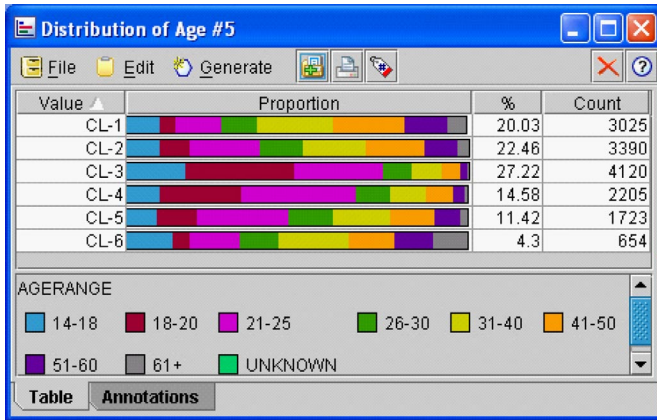 Distribution of Age #5
File Edit Generate
Value Proportion % Count
CL-1 20.03 3025
CL-2 22.46 3390
CL-3 27.22 4120
CL-4 14.58 2205
CL-5 11.42 1723
CL-6 4.3 654
AGERANGE
14-18 18-20 21-25 26-30 31-40 41-50
51-60 61+ UNKNOWN
Table Annotations